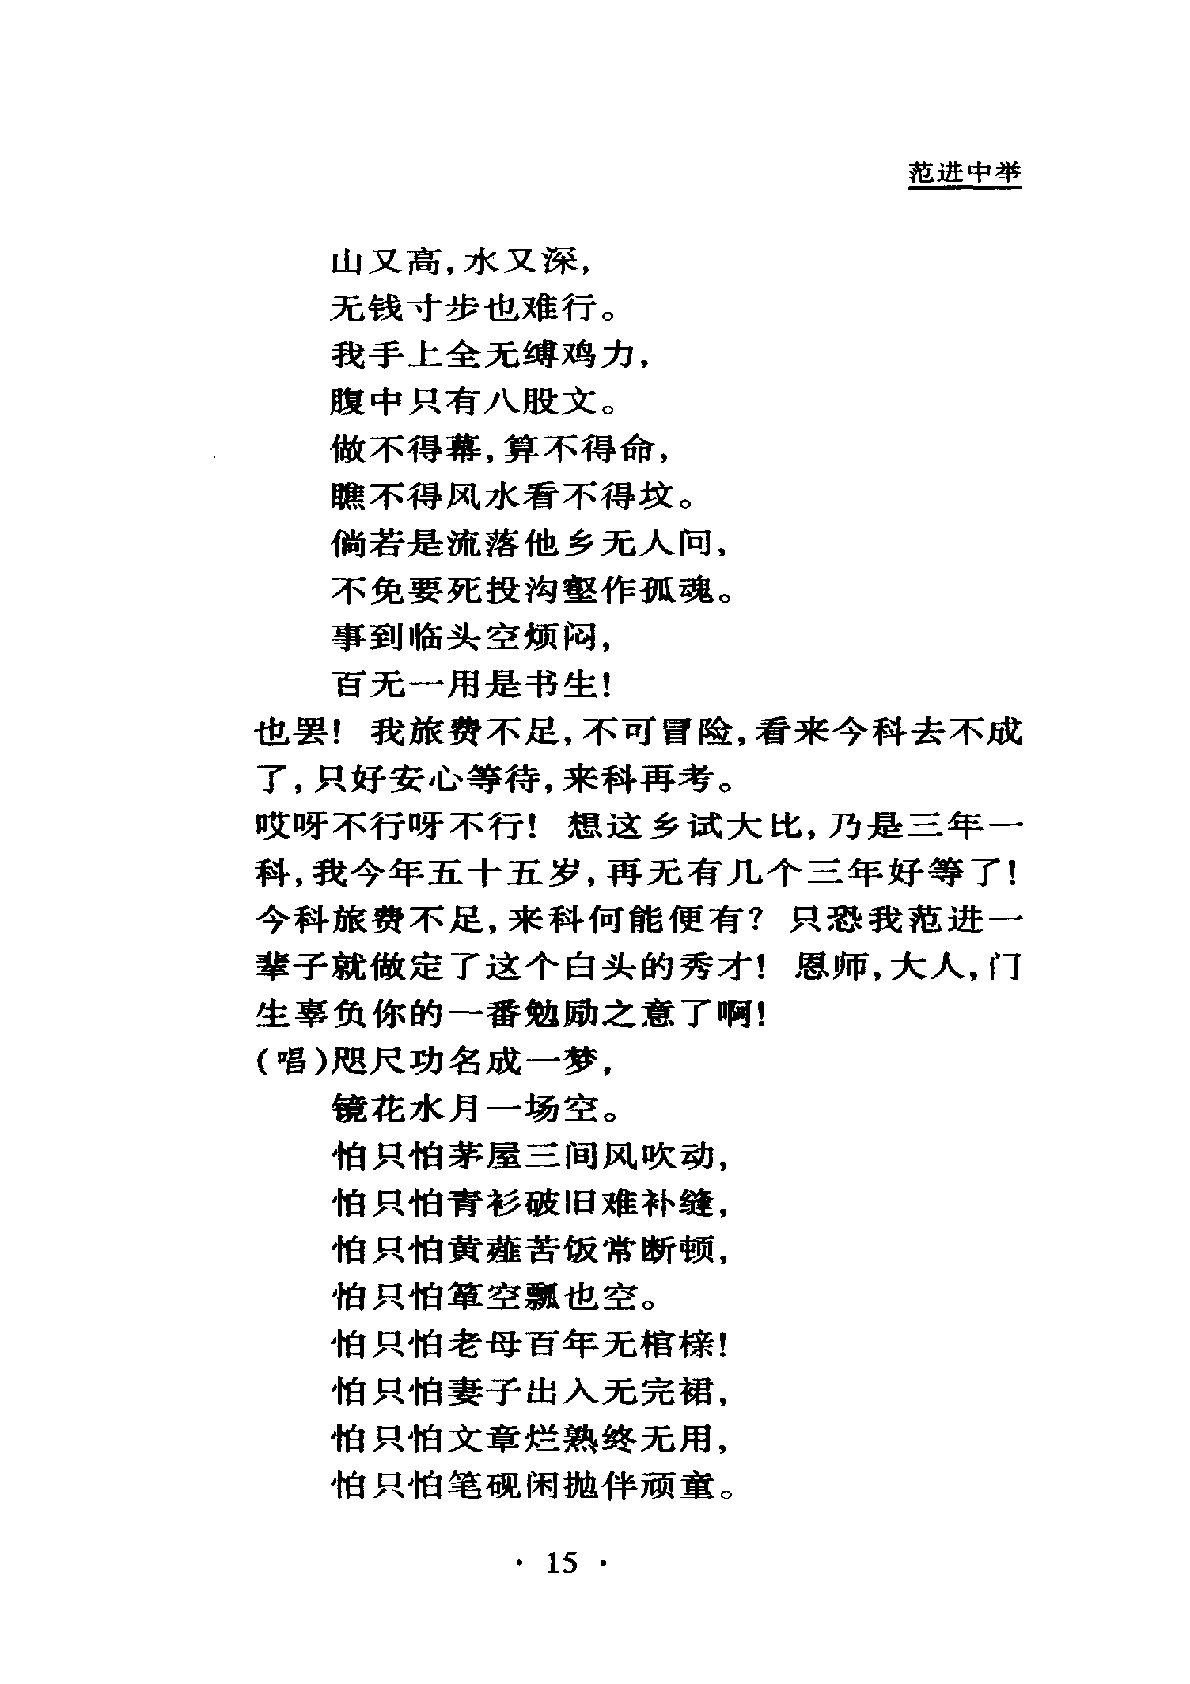 范进中举
山又高,水又深,
无钱寸步也难行。
我手上全无缚鸡力,
腹中只有八股文。
做不得幕,算不得命,
瞧不得风水看不得坟。
倘若是流落他乡无人问,
不免要死投沟壑作孤魂。
事到临头空烦闷,
百无一用是书生!
也罢! 我旅费不足,不可冒险,看来今科去不成
了,只好安心等待,来科再考。
哎呀不行呀不行! 想这乡试大比,乃是三年一
科,我今年五十五岁,再无有几个三年好等了!
今科旅费不足,来科何能便有? 只恐我范进一
辈子就做定了这个白头的秀才! 恩师,大人,门
生辜负你的一番勉励之意了啊!
(唱)咫尺功名成一梦,
镜花水月一场空。
怕只怕茅屋三间风吹动,
怕只怕青衫破旧难补缝,
怕只怕黄虀苦饭常断顿,
怕只怕箪空瓢也空。
怕只怕老母百年无棺榇!
怕只怕妻子出入无完裙,
怕只怕文章烂熟终无用,
怕只怕笔砚闲抛伴顽童。
· 15 ·